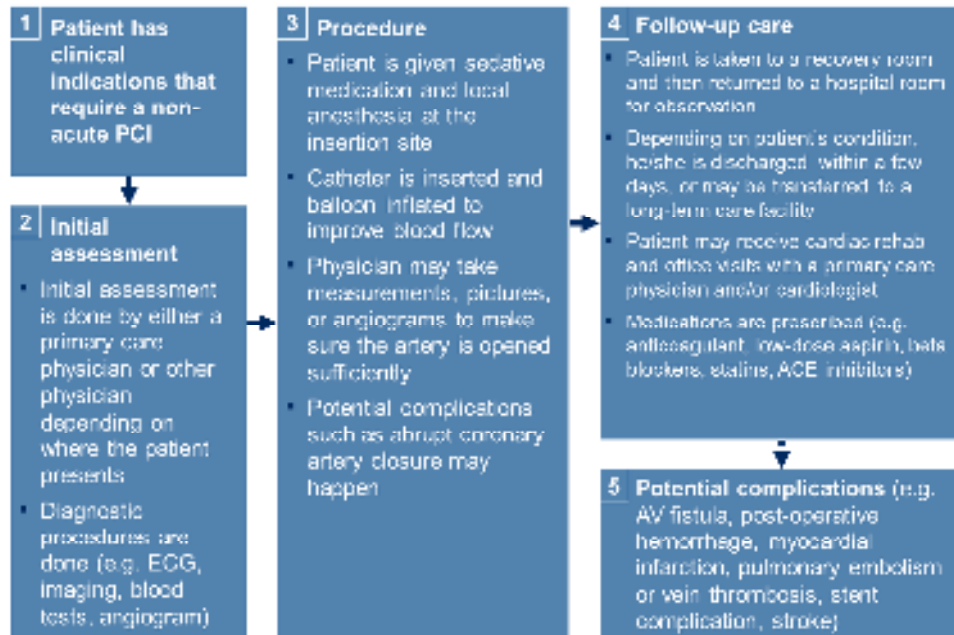 1 Patient has
clinical
indications that
require a non-
acute PCI
2 Initial
assessment
• Initial assessment
is done by either a
primary care
physician or other
physician
depending on
where the patient
presents
• Diagnostic
procedures are
done (e.g. ECG,
imaging, blood
tests, angiogram)
3 Procedure
• Patient is given sedative
medication and local
anesthesia at the
insertion site
• Catheter is inserted and
balloon inflated to
improve blood flow
• Physician may take
measurements, pictures,
or angiograms to make
sure the artery is opened
sufficiently
• Potential complications
such as abrupt coronary
artery closure may
happen
4 Follow-up care
• Patient is taken to a recovery room
and then returned to a hospital room
for observation
• Depending on patient's condition,
he/she is discharged within a few
days, or may be transferred to a
long-term care facility
• Patient may receive cardiac rehab
and office visits with a primary care
physician and/or cardiologist
• Medications are prescribed (e.g.
anticoagulant, low-dose aspirin, beta
blockers, statins, ACE inhibitors)
5 Potential complications (e.g.
AV fistula, post-operative
hemorrhage, myocardial
infarction, pulmonary embolism
or vein thrombosis, stent
complication, stroke)